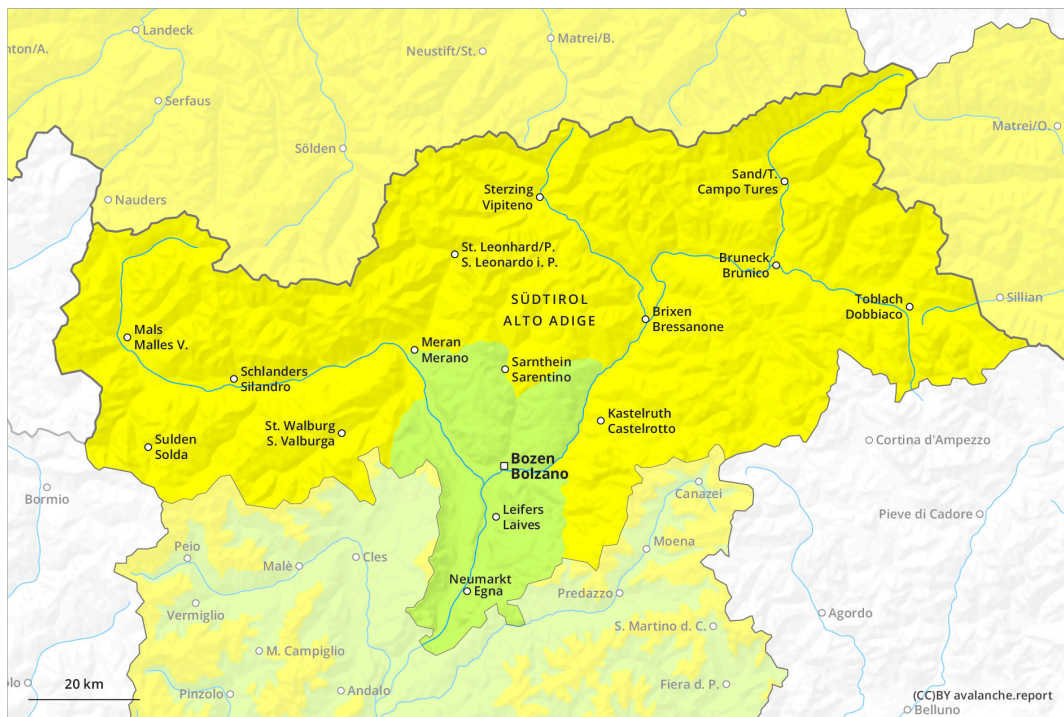 Landeck
nton/A.
Matrei/B.
Neustift/St.
Serfaus
Matrei/O.
Sölden
Sand/T.
Campo Tures
Sterzing
Vipiteno
Nauders
St. Leonhard/P.
S. Leonardo i. P.
Bruneck
Brunico
SÜDTIROL
ALTO ADIGE
Toblach
Dobbiaco
Sillian
Brixen
Bressanone
Mals
Malles V.
Meran
Merano
Sarnthein
Sarentino
Schlanders
Silandro
Kastelruth
Castelrotto
St. Walburg
S. Valburga
Sulden
Solda
Cortina d'Ampezzo
Bozen
Bolzano
Bormio
Canazei
Leifers
Laives
Pieve di Cadore
Moena
Peio
Cles
Malè
Neumarkt
Egna
Predazzo
Vermiglio
Agordo
S. Martino d. C.
M. Campiglio
olo
20 km
Pinzolo
Andalo
Fiera d. P.
(CC)BY avalanche.report
Belluno